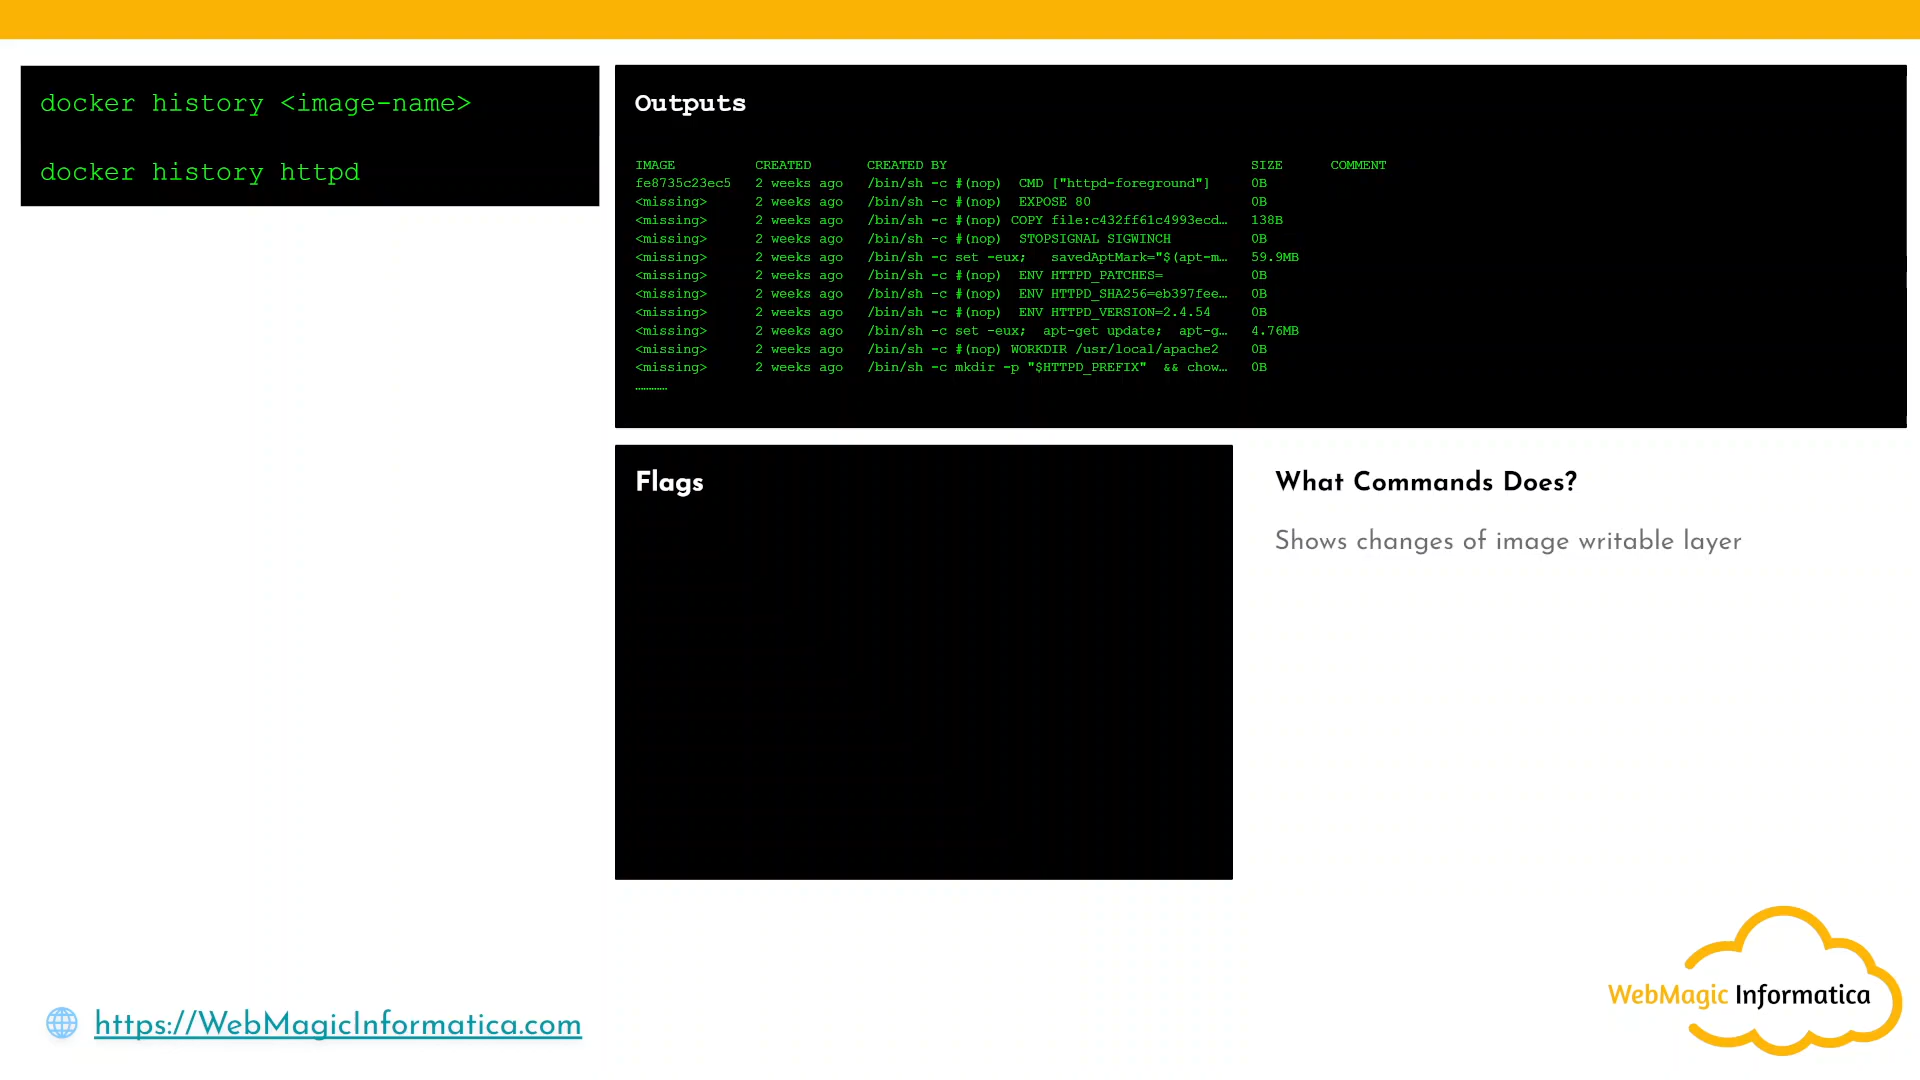 docker history <image-name>
docker history httpd
Outputs
IMAGE CREATED CREATED BY SIZE COMMENT
fe8735c23ec5 2 weeks ago /bin/sh -c #(nop) CMD ["httpd-foreground"] 0B
<missing> 2 weeks ago /bin/sh -c #(nop) EXPOSE 80 0B
<missing> 2 weeks ago /bin/sh -c #(nop) COPY file:c432ff61c4993ecd… 138B
<missing> 2 weeks ago /bin/sh -c #(nop) STOPSIGNAL SIGWINCH 0B
<missing> 2 weeks ago /bin/sh -c set -eux; savedAptMark="$(apt-m… 59.9MB
<missing> 2 weeks ago /bin/sh -c #(nop) ENV HTTPD_PATCHES= 0B
<missing> 2 weeks ago /bin/sh -c #(nop) ENV HTTPD_SHA256=eb397fee… 0B
<missing> 2 weeks ago /bin/sh -c #(nop) ENV HTTPD_VERSION=2.4.54 0B
<missing> 2 weeks ago /bin/sh -c set -eux; apt-get update; apt-g… 4.76MB
<missing> 2 weeks ago /bin/sh -c #(nop) WORKDIR /usr/local/apache2 0B
<missing> 2 weeks ago /bin/sh -c mkdir -p "$HTTPD_PREFIX" && chow… 0B
…………
Flags
What Commands Does?
Shows changes of image writable layer
WebMagic Informatica
https://WebMagicInformatica.com